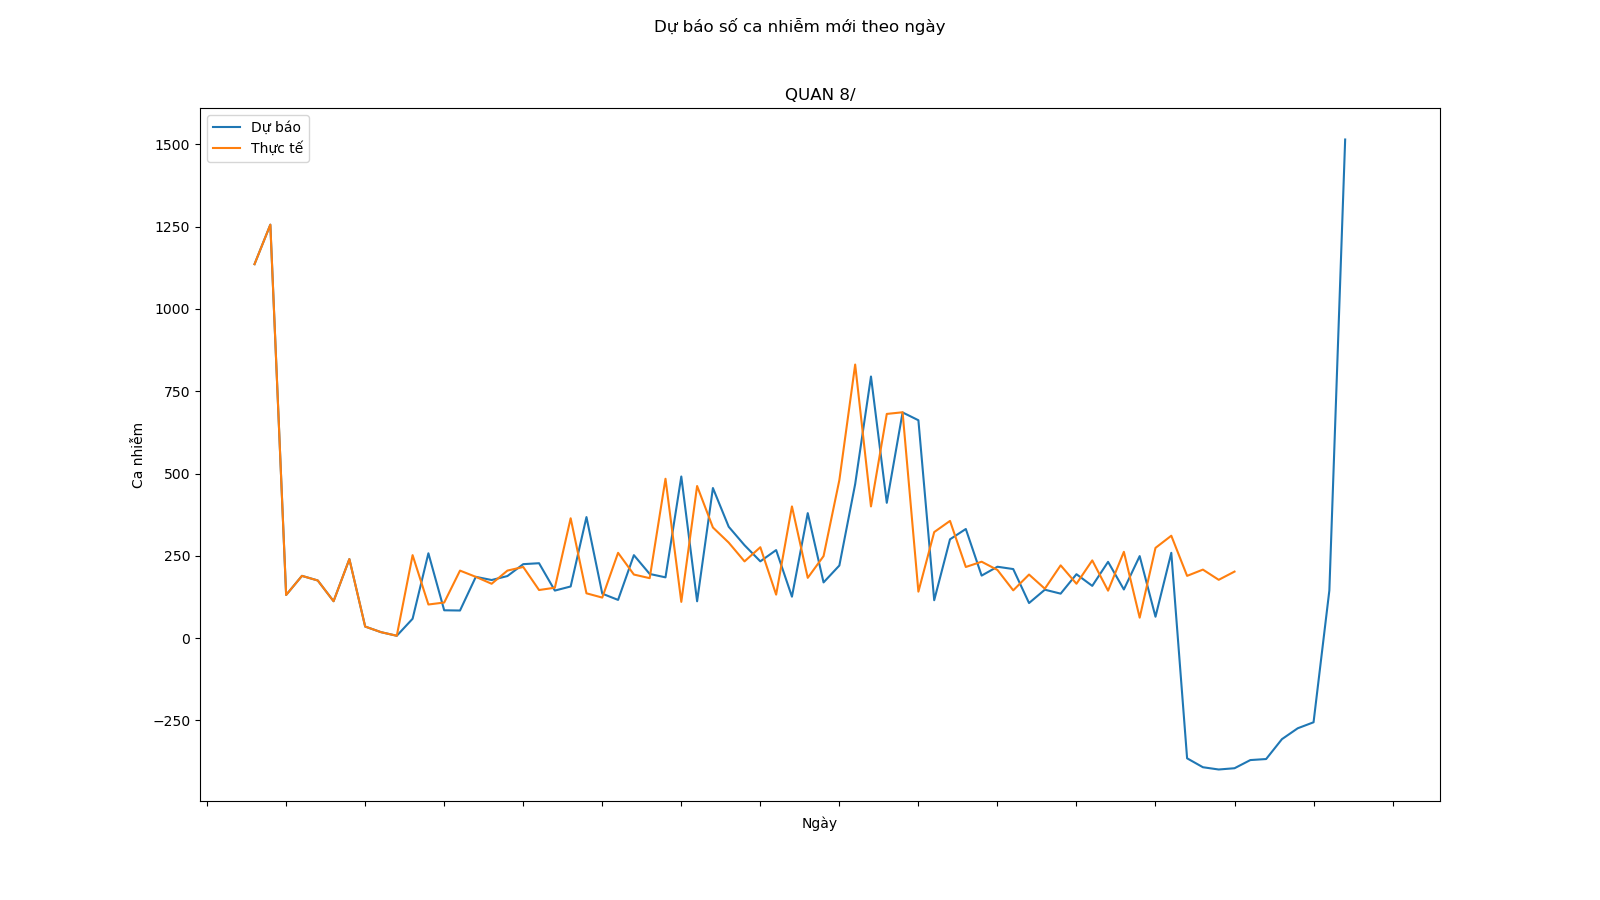 Dự báo số ca nhiễm mới theo ngày
QUAN 8/
Dự báo
Thực tế
1500
1250
1000
750
500
250
0
−250
Ca nhiễm
Ngày